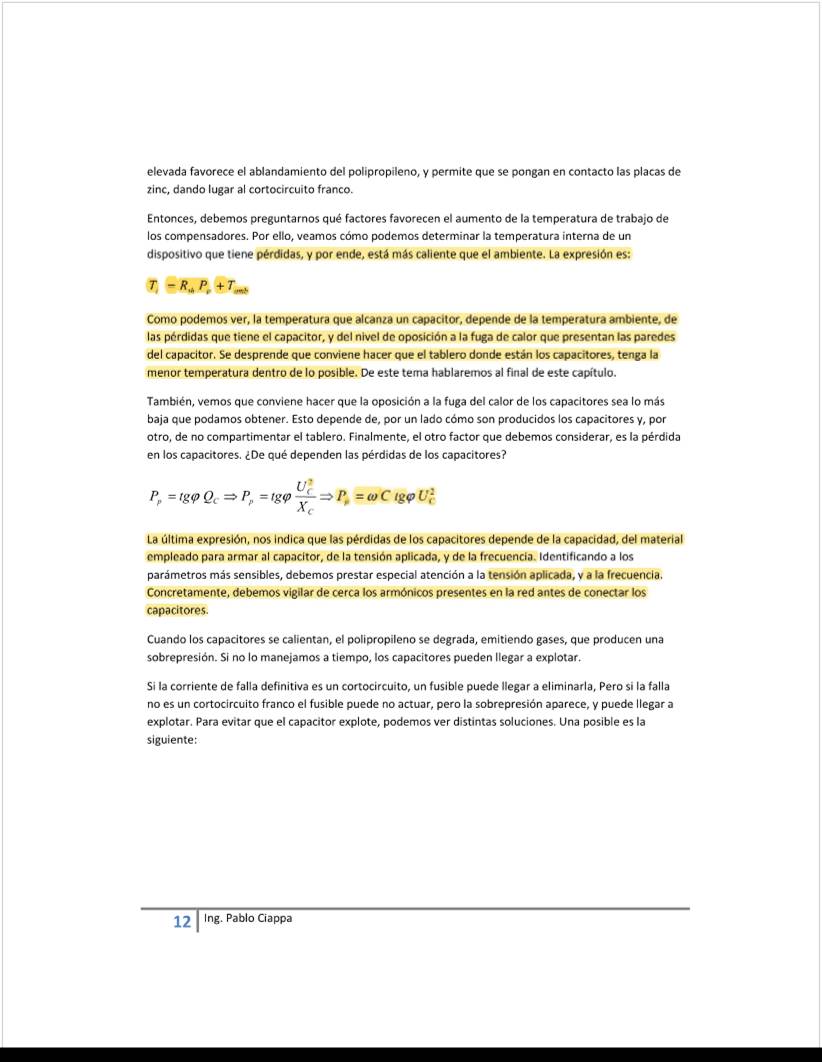 elevada favorece el ablandamiento del polipropileno, y permite que se pongan en contacto las placas de
zinc, dando lugar al cortocircuito franco.
Entonces, debemos preguntarnos qué factores favorecen el aumento de la temperatura de trabajo de
los compensadores. Por ello, veamos cómo podemos determinar la temperatura interna de un
dispositivo que tiene pérdidas, y por ende, está más caliente que el ambiente. La expresión es:
T_i = R_th P_p + T_amb
Como podemos ver, la temperatura que alcanza un capacitor, depende de la temperatura ambiente, de
las pérdidas que tiene el capacitor, y del nivel de oposición a la fuga de calor que presentan las paredes
del capacitor. Se desprende que conviene hacer que el tablero donde están los capacitores, tenga la
menor temperatura dentro de lo posible. De este tema hablaremos al final de este capítulo.
También, vemos que conviene hacer que la oposición a la fuga del calor de los capacitores sea lo más
baja que podamos obtener. Esto depende de, por un lado cómo son producidos los capacitores y, por
otro, de no compartimentar el tablero. Finalmente, el otro factor que debemos considerar, es la pérdida
en los capacitores. ¿De qué dependen las pérdidas de los capacitores?
P_p = tgφ Q_C ⇒ P_p = tgφ U_C^2 / X_C ⇒ P_p = ω C tgφ U_C^2
La última expresión, nos indica que las pérdidas de los capacitores depende de la capacidad, del material
empleado para armar al capacitor, de la tensión aplicada, y de la frecuencia. Identificando a los
parámetros más sensibles, debemos prestar especial atención a la tensión aplicada, y a la frecuencia.
Concretamente, debemos vigilar de cerca los armónicos presentes en la red antes de conectar los
capacitores.
Cuando los capacitores se calientan, el polipropileno se degrada, emitiendo gases, que producen una
sobrepresión. Si no lo manejamos a tiempo, los capacitores pueden llegar a explotar.
Si la corriente de falla definitiva es un cortocircuito, un fusible puede llegar a eliminarla, Pero si la falla
no es un cortocircuito franco el fusible puede no actuar, pero la sobrepresión aparece, y puede llegar a
explotar. Para evitar que el capacitor explote, podemos ver distintas soluciones. Una posible es la
siguiente:
12 Ing. Pablo Ciappa